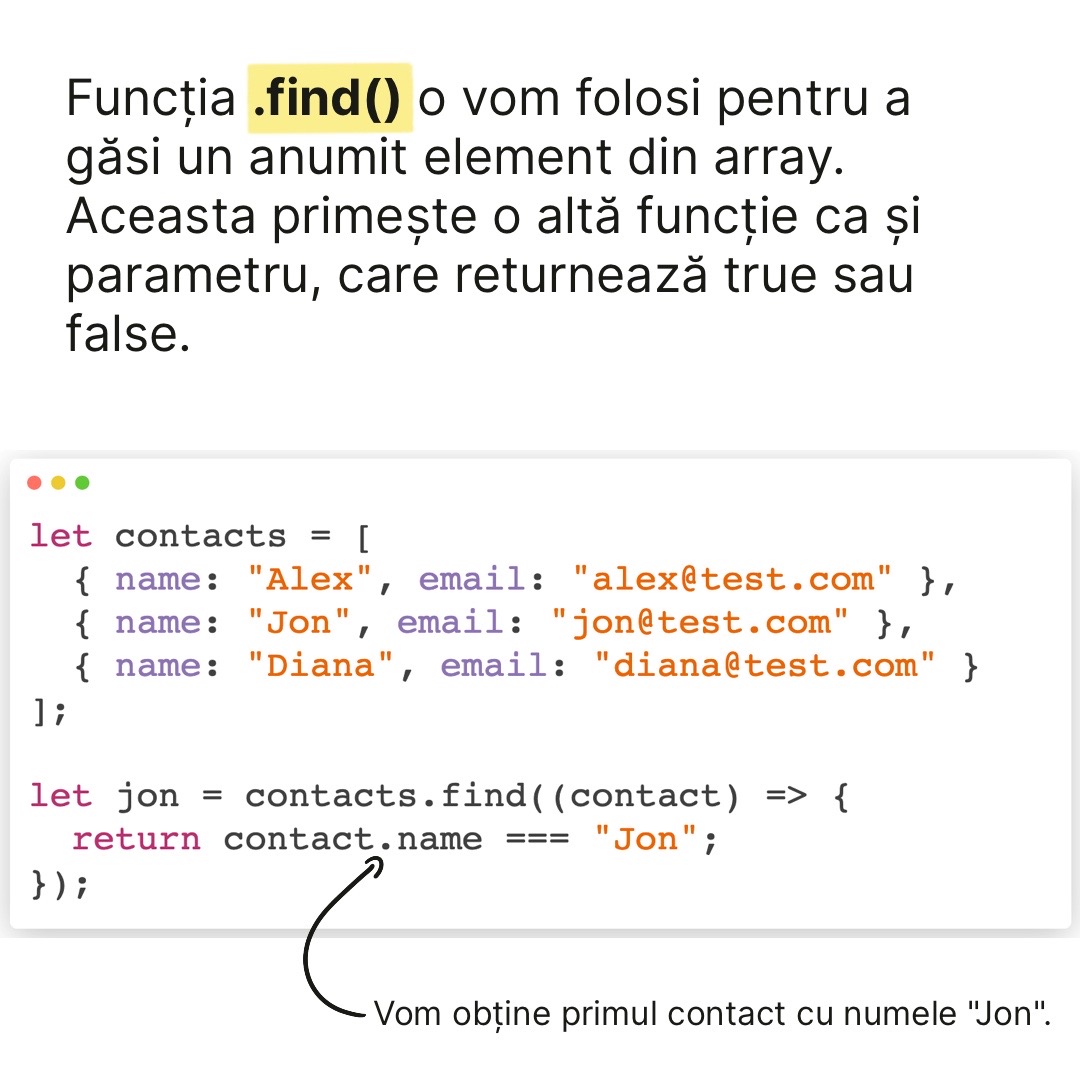 Funcția .find() o vom folosi pentru a
găsi un anumit element din array.
Aceasta primește o altă funcție ca și
parametru, care returnează true sau
false.
let contacts = [
  { name: "Alex", email: "alex@test.com" },
  { name: "Jon", email: "jon@test.com" },
  { name: "Diana", email: "diana@test.com" }
];
let jon = contacts.find((contact) => {
  return contact.name === "Jon";
});
Vom obține primul contact cu numele "Jon".